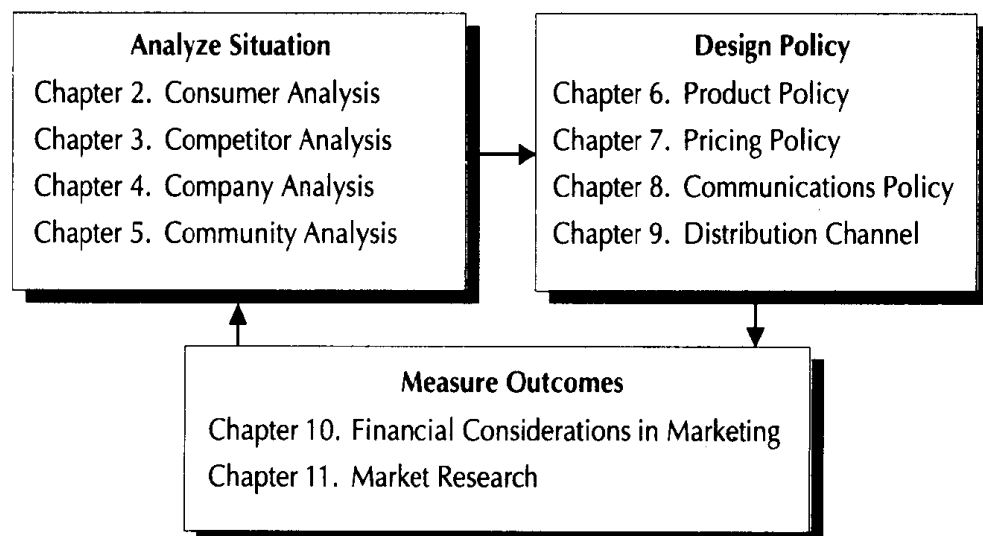 Analyze Situation
Chapter 2. Consumer Analysis
Chapter 3. Competitor Analysis
Chapter 4. Company Analysis
Chapter 5. Community Analysis
Design Policy
Chapter 6. Product Policy
Chapter 7. Pricing Policy
Chapter 8. Communications Policy
Chapter 9. Distribution Channel
Measure Outcomes
Chapter 10. Financial Considerations in Marketing
Chapter 11. Market Research